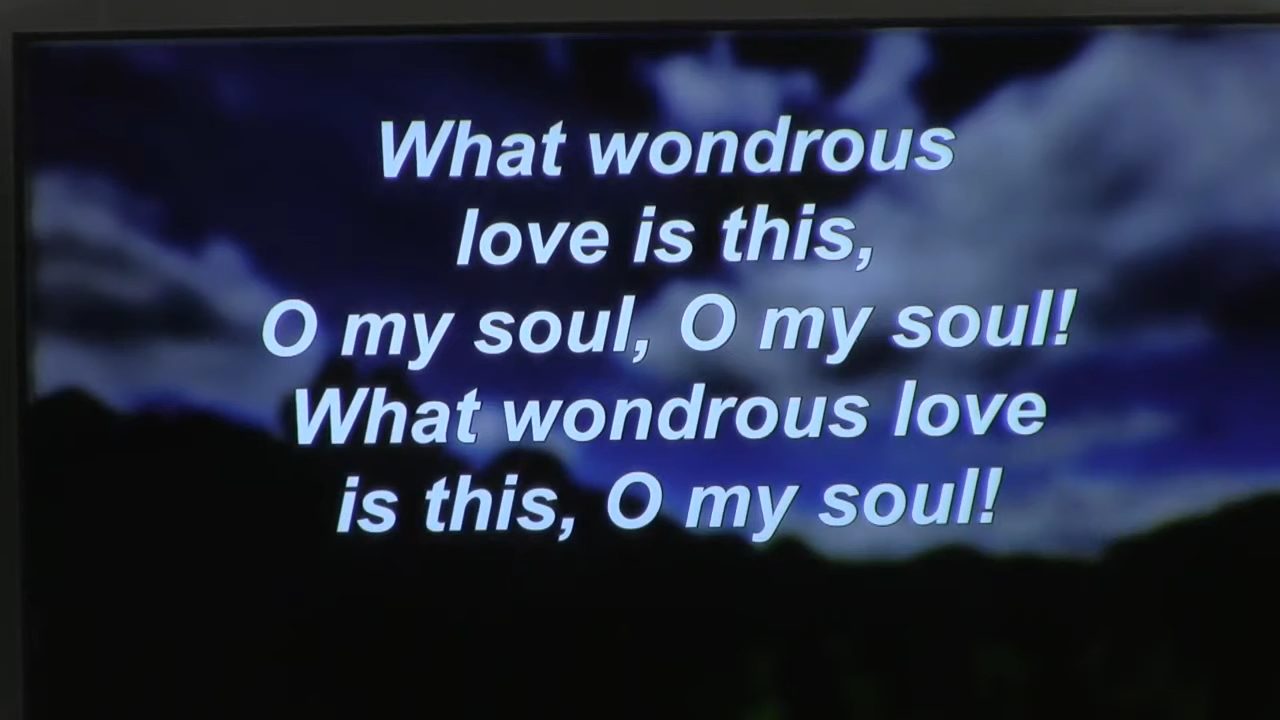 What wondrous
love is this,
O my soul, O my soul!
What wondrous love
is this, O my soul!